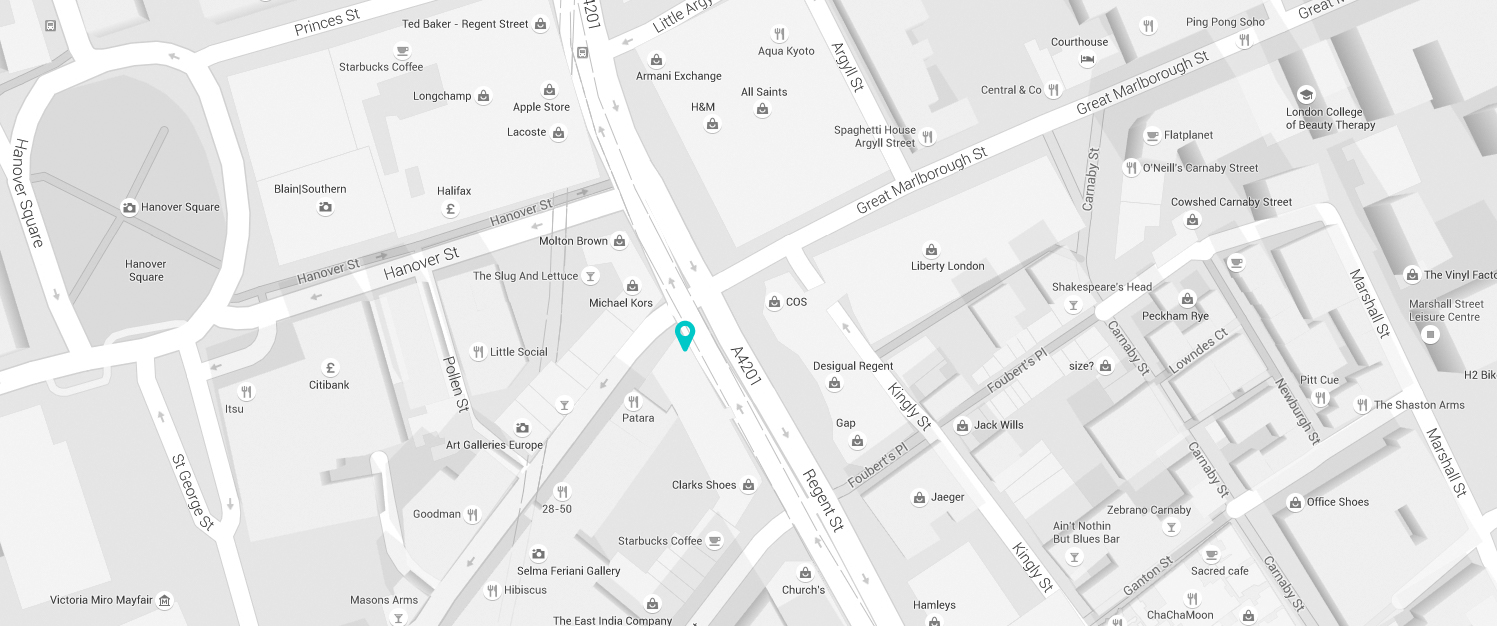 Princes St
Ted Baker - Regent Street
Little Argy
Aqua Kyoto
Argyll St
Courthouse
Ping Pong Soho
Great M
Starbucks Coffee
Armani Exchange
Longchamp
Apple Store
H&M
All Saints
Central & Co
Great Marlborough St
London College
of Beauty Therapy
Lacoste
Spaghetti House
Argyll Street
Flatplanet
O'Neill's Carnaby Street
Carnaby St
Hanover Square
Blain|Southern
Halifax
Hanover Square
Hanover St
Great Marlborough St
Cowshed Carnaby Street
Hanover
Square
Hanover St
Hanover St
Molton Brown
Liberty London
The Slug And Lettuce
Michael Kors
COS
Shakespeare's Head
Peckham Rye
Marshall St
The Vinyl Facto
Marshall Street
Leisure Centre
Little Social
Citibank
Pollen St
A4201
Desigual Regent
Foubert's Pl
size?
Carnaby St
Lowndes Ct
H2 Bik
Itsu
Patara
Kingly St
Newburgh St
Pitt Cue
The Shaston Arms
Art Galleries Europe
Gap
Jack Wills
Foubert's Pl
Carnaby St
Marshall St
St George St
Clarks Shoes
Regent St
Jaeger
Office Shoes
Goodman
28-50
Zebrano Carnaby
Ain't Nothin
But Blues Bar
Starbucks Coffee
Selma Feriani Gallery
Kingly St
Ganton St
Sacred cafe
Carnaby St
Hibiscus
Church's
Victoria Miro Mayfair
Masons Arms
Hamleys
ChaChaMoon
The East India Company